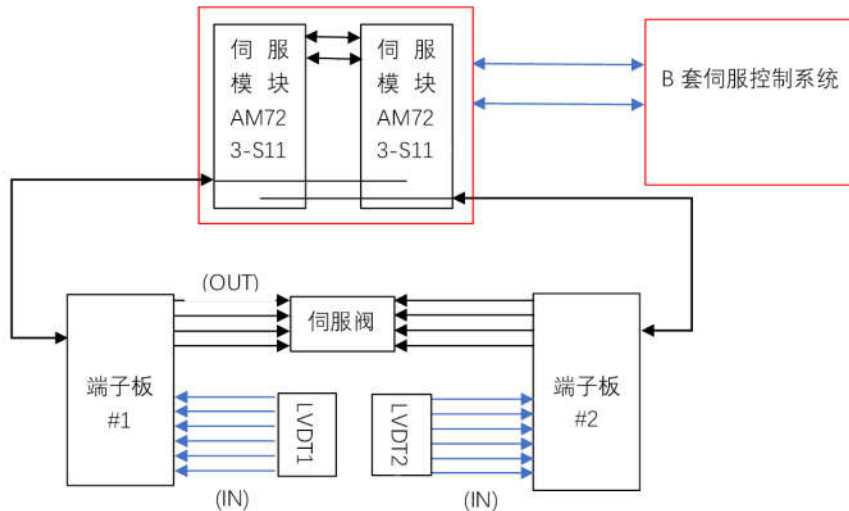 伺 服
模 块
AM72
3-S11
伺 服
模 块
AM72
3-S11
B 套伺服控制系统
(OUT)
伺服阀
端子板
#1
LVDT1
LVDT2
端子板
#2
(IN)
(IN)